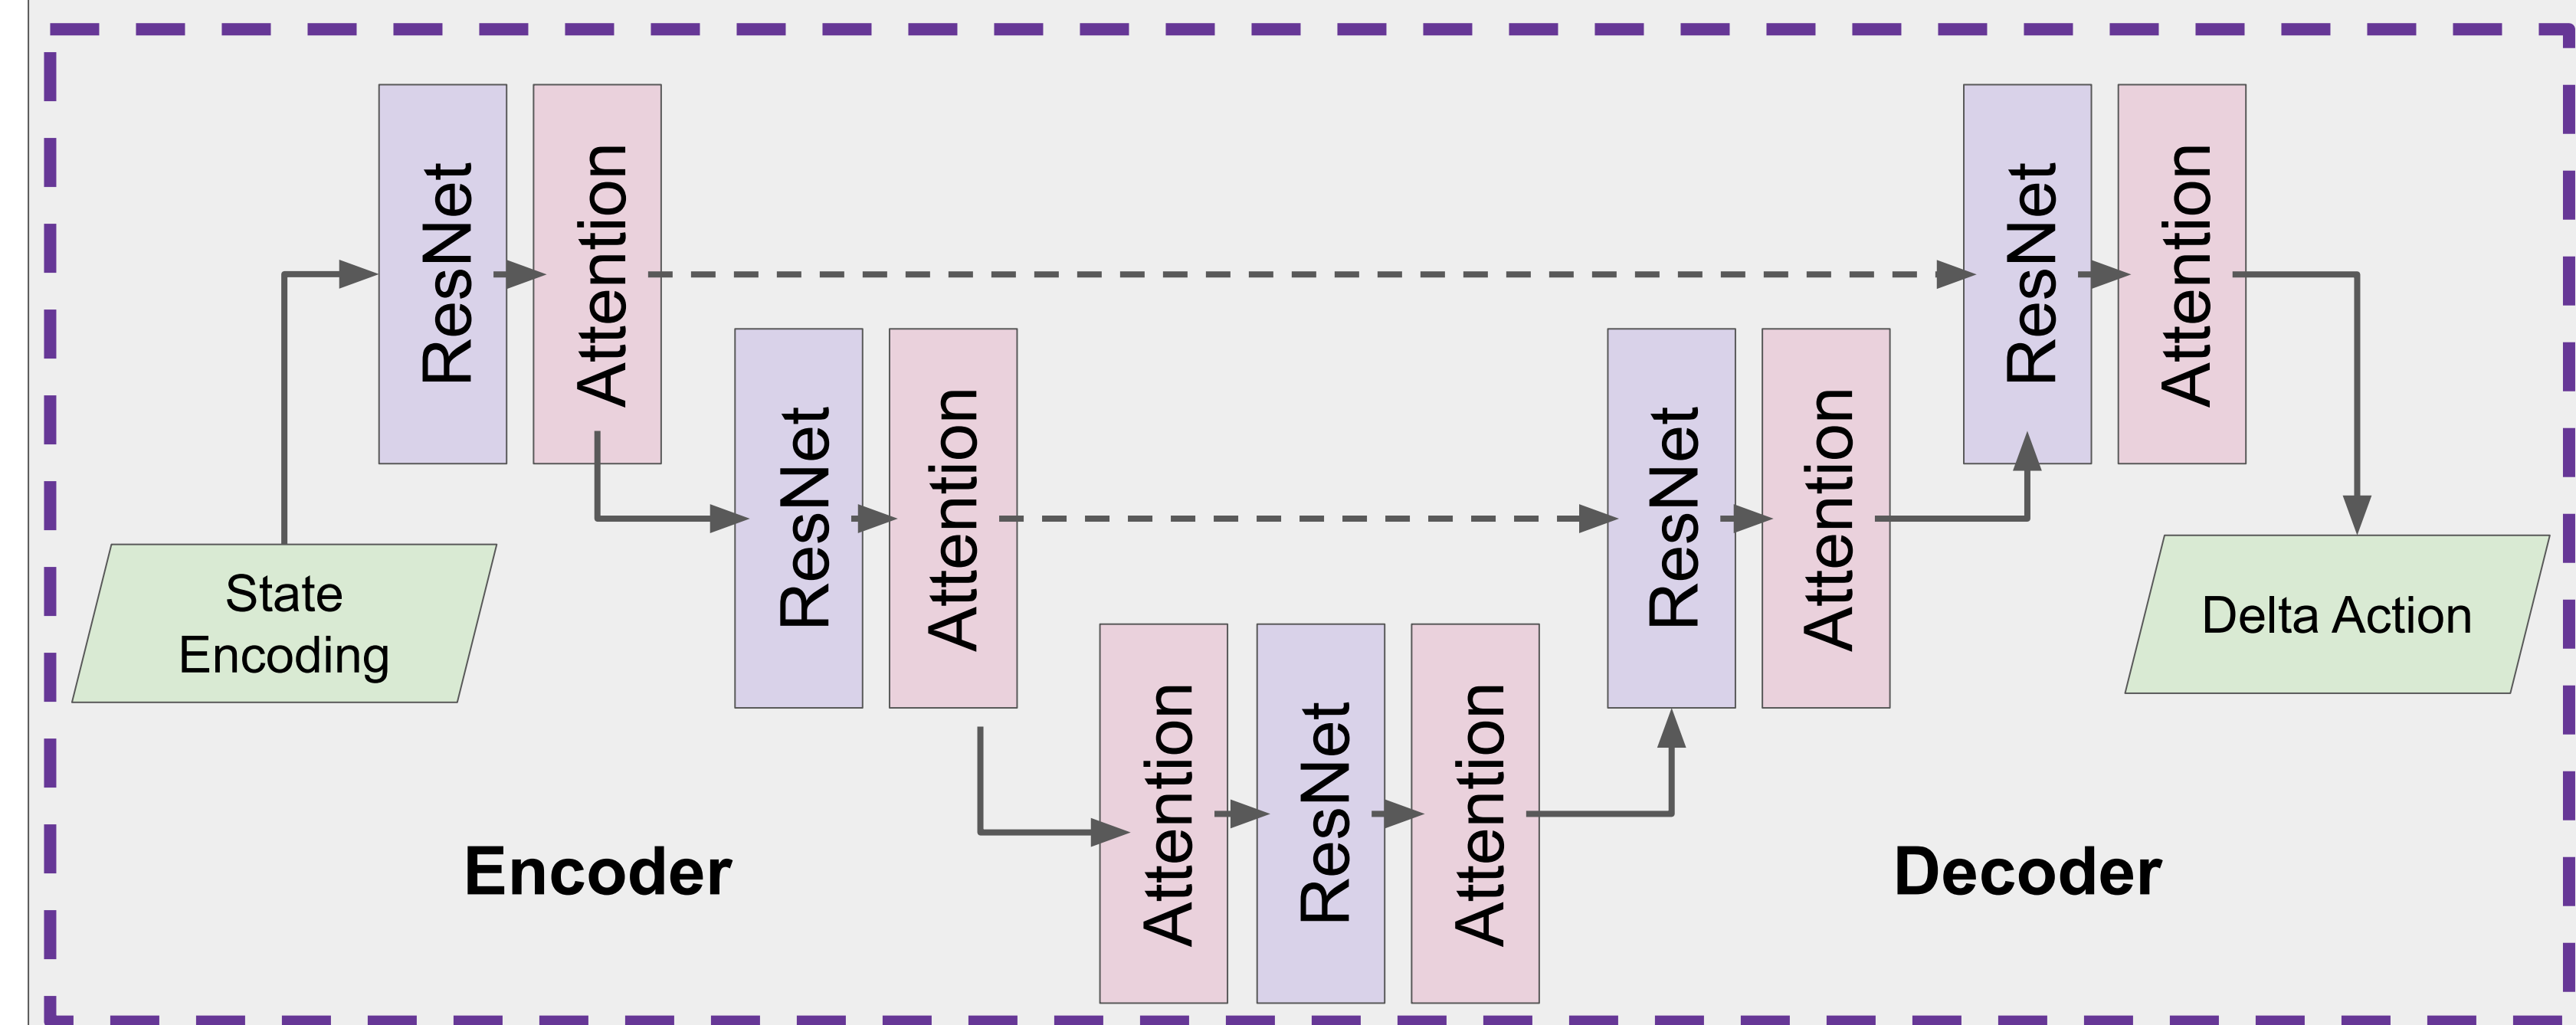 ResNet
Attention
ResNet
Attention
State
Encoding
Attention
ResNet
Attention
ResNet
Attention
ResNet
Attention
Delta Action
Encoder
Decoder